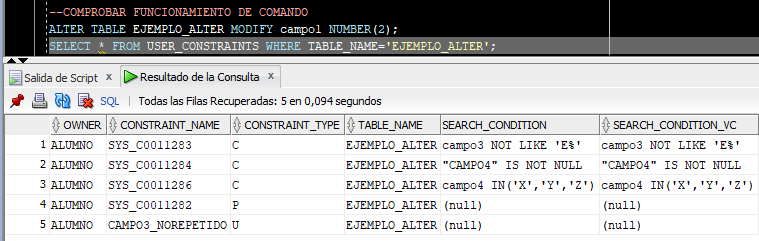 --COMPROBAR FUNCIONAMIENTO DE COMANDO
ALTER TABLE EJEMPLO_ALTER MODIFY campo1 NUMBER(2);
SELECT * FROM USER_CONSTRAINTS WHERE TABLE_NAME='EJEMPLO_ALTER';
Salida de Script x Resultado de la Consulta x
SQL | Todas las Filas Recuperadas: 5 en 0,094 segundos
OWNER CONSTRAINT_NAME CONSTRAINT_TYPE TABLE_NAME SEARCH_CONDITION SEARCH_CONDITION_VC
1 ALUMNO SYS_C0011283 C EJEMPLO_ALTER campo3 NOT LIKE 'E%' campo3 NOT LIKE 'E%'
2 ALUMNO SYS_C0011284 C EJEMPLO_ALTER "CAMPO4" IS NOT NULL "CAMPO4" IS NOT NULL
3 ALUMNO SYS_C0011286 C EJEMPLO_ALTER campo4 IN('X','Y','Z') campo4 IN('X','Y','Z')
4 ALUMNO SYS_C0011282 P EJEMPLO_ALTER (null) (null)
5 ALUMNO CAMPO3_NOREPETIDO U EJEMPLO_ALTER (null) (null)